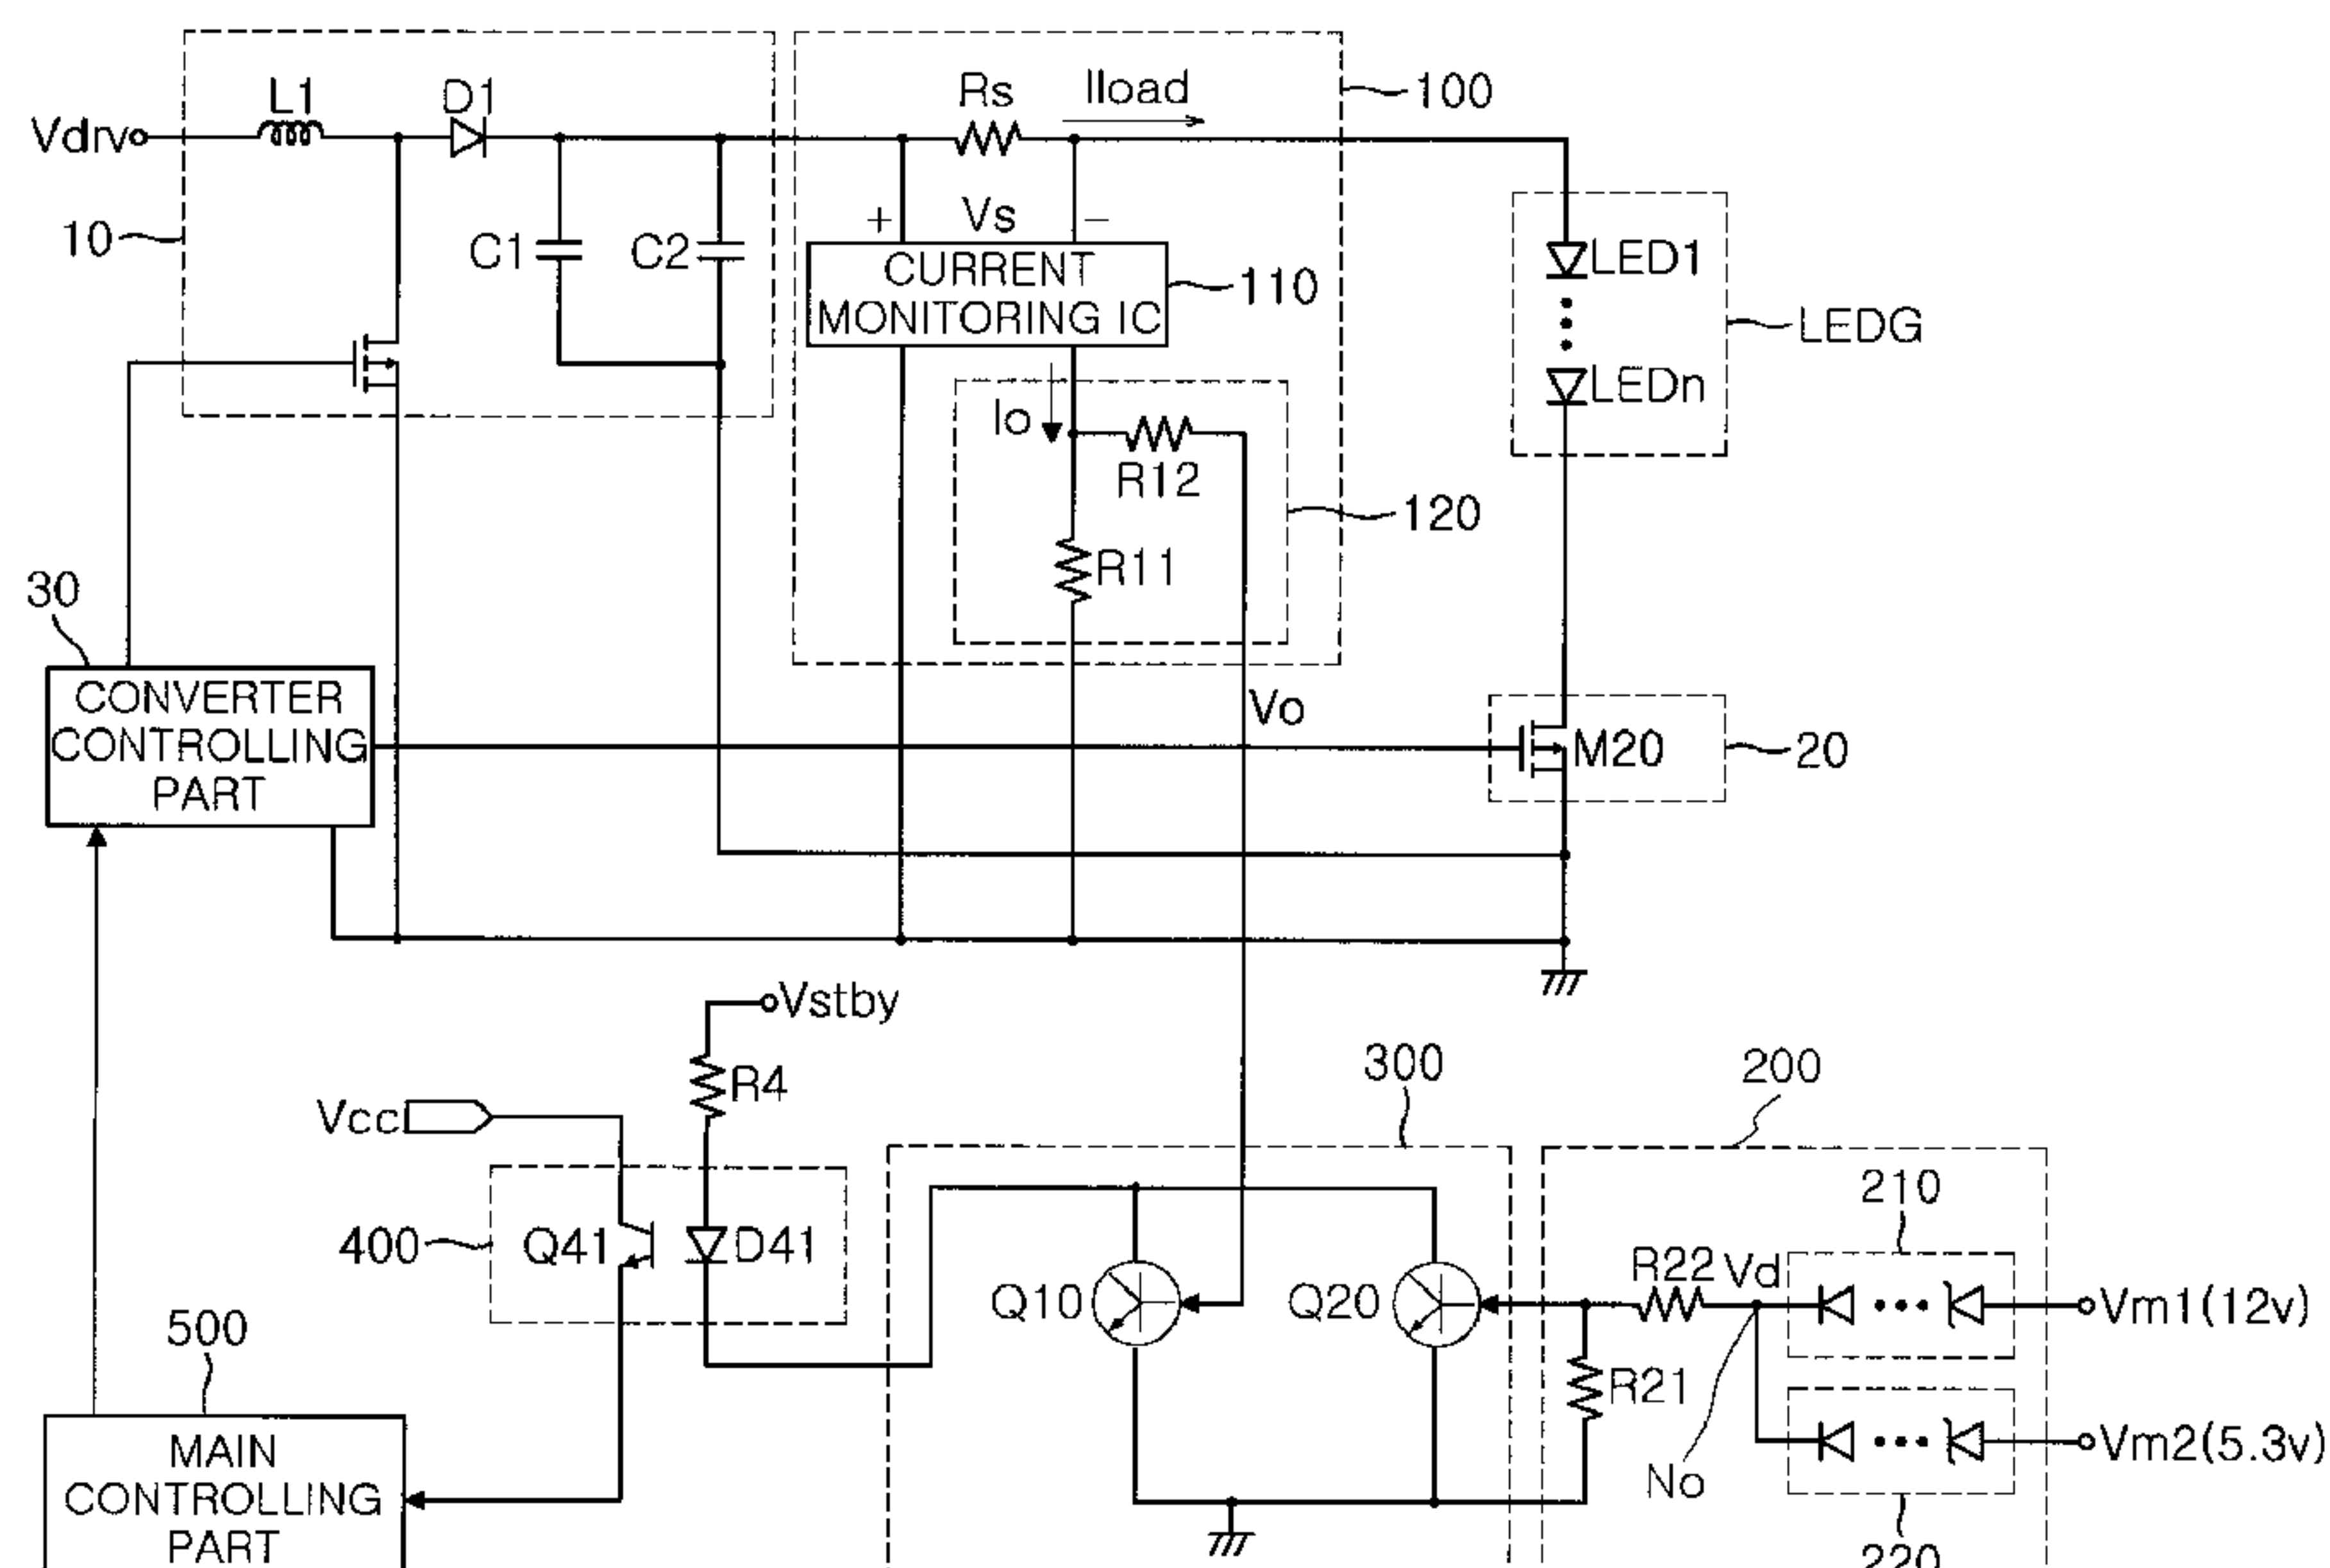 L1
D1
Rs
Iload
100
Vdrv
10
C1
C2
+
Vs
−
CURRENT
MONITORING IC
110
LED1
LEDn
LEDG
Io
R12
120
R11
30
CONVERTER
CONTROLLING
PART
Vo
M20
20
Vstby
R4
Vcc
300
200
210
400
Q41
D41
Q10
Q20
R22
Vd
Vm1(12v)
R21
500
MAIN
CONTROLLING
PART
No
Vm2(5.3v)
220